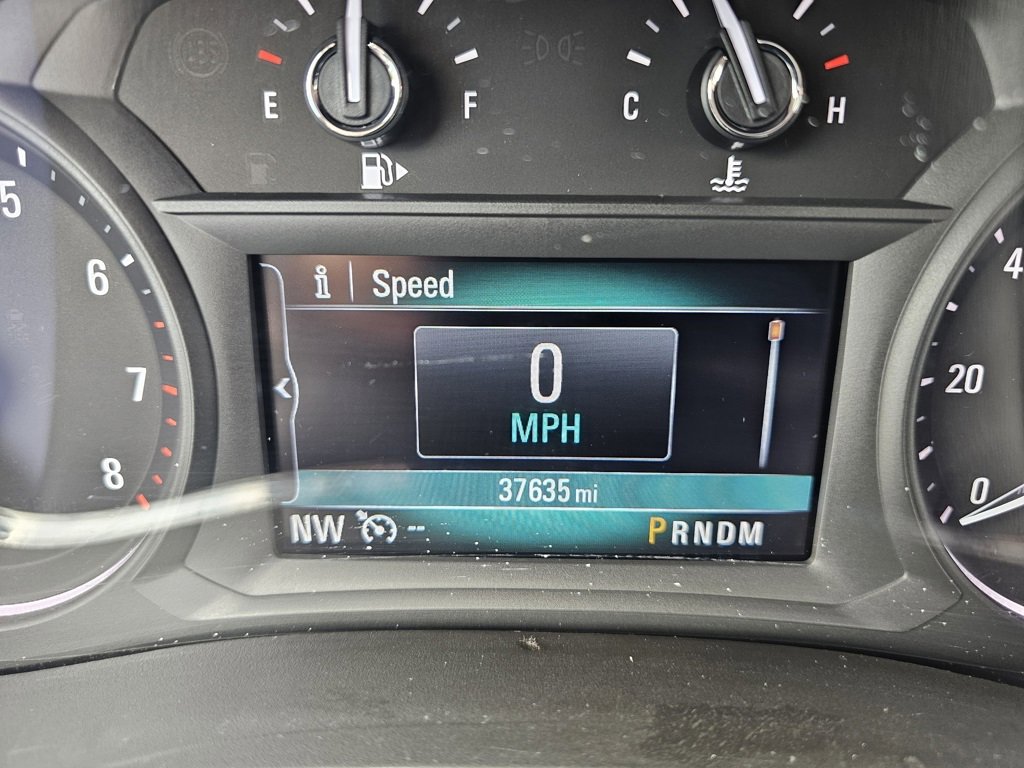 E F C H
5
6
7
8
i Speed
0
MPH
37635 mi
NW --
PRNDM
4
20
0